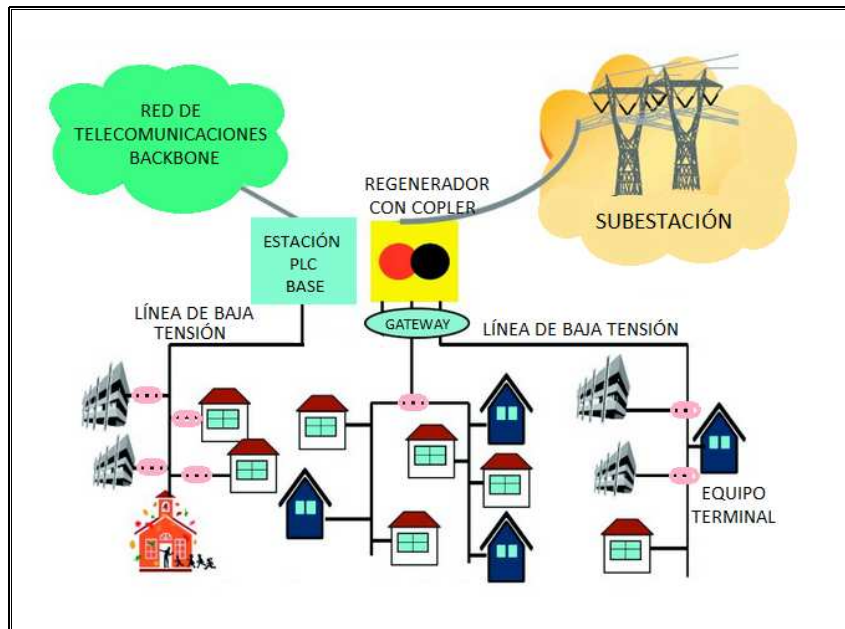 RED DE
TELECOMUNICACIONES
BACKBONE
REGENERADOR
CON COPLER
SUBESTACIÓN
ESTACIÓN
PLC
BASE
LÍNEA DE BAJA
TENSIÓN
GATEWAY
LÍNEA DE BAJA TENSIÓN
EQUIPO
TERMINAL